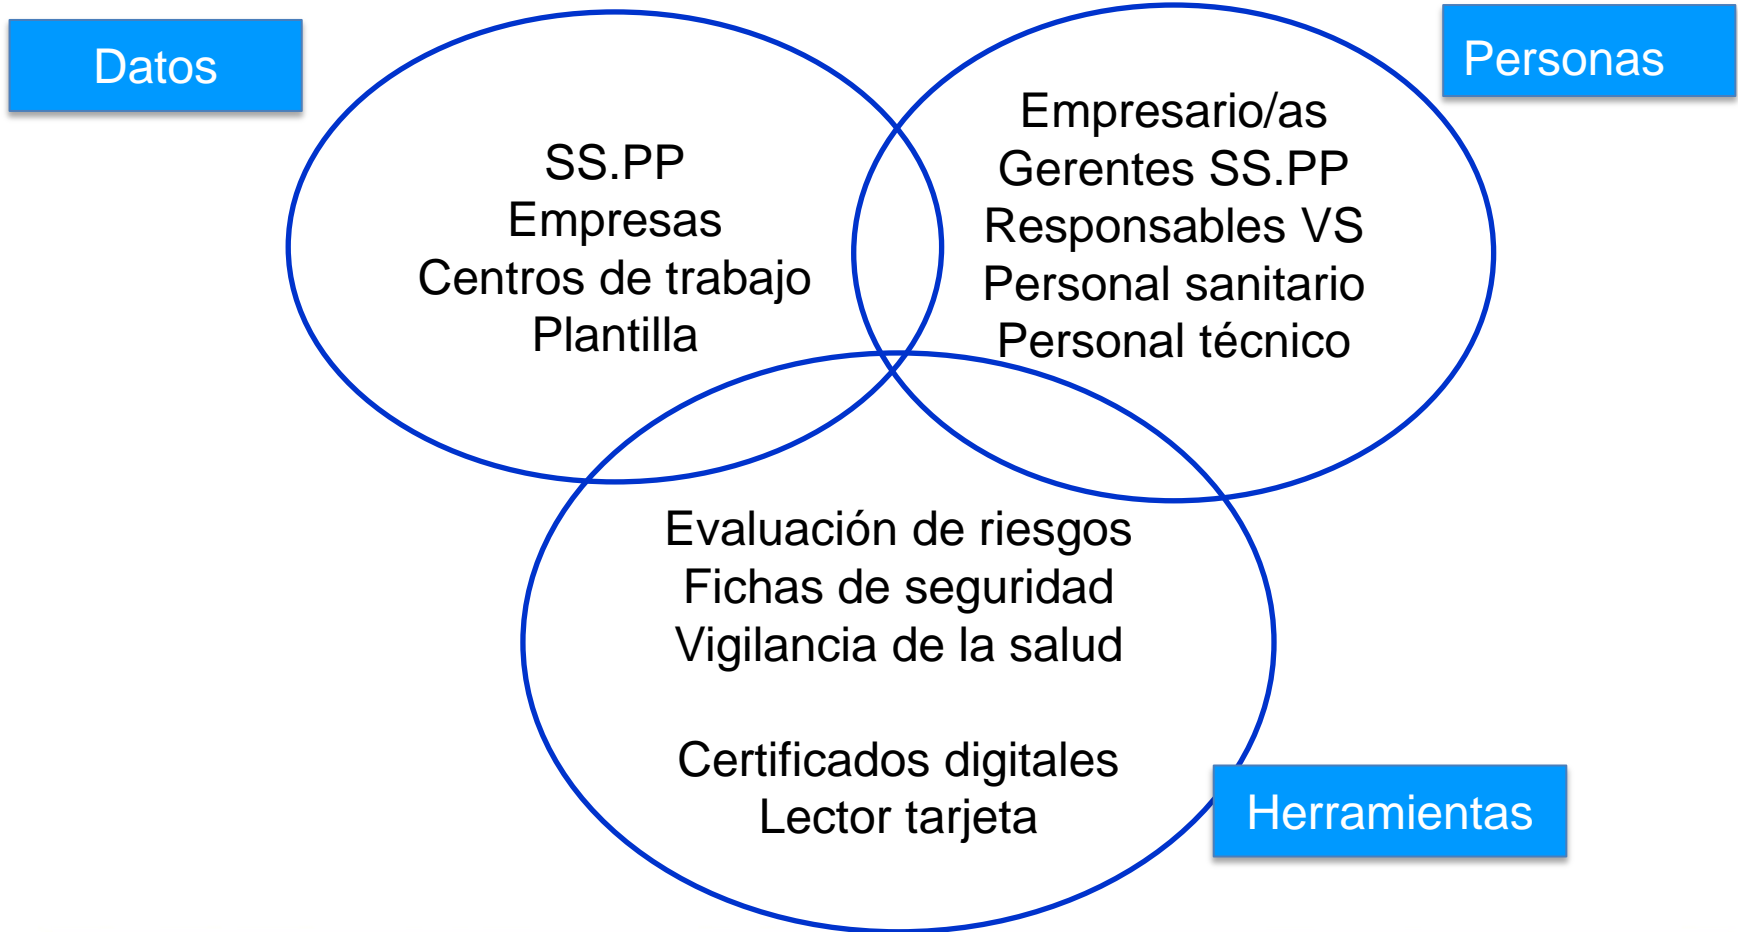 Datos
SS.PP
Empresas
Centros de trabajo
Plantilla
Personas
Empresario/as
Gerentes SS.PP
Responsables VS
Personal sanitario
Personal técnico
Evaluación de riesgos
Fichas de seguridad
Vigilancia de la salud
Certificados digitales
Lector tarjeta
Herramientas